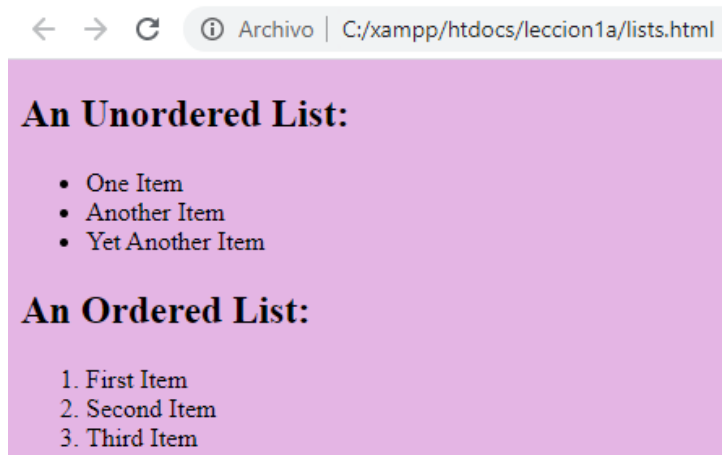 Archivo | C:/xampp/htdocs/leccion1a/lists.html
An Unordered List:
• One Item
• Another Item
• Yet Another Item
An Ordered List:
1. First Item
2. Second Item
3. Third Item